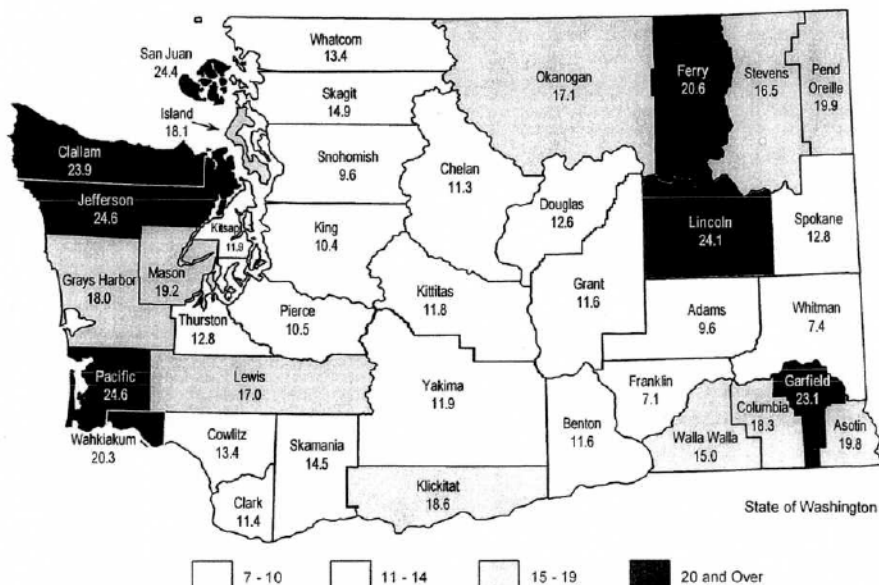 Whatcom
13.4
San Juan
24.4
Skagit
14.9
Island
18.1
Okanogan
17.1
Ferry
20.6
Stevens
16.5
Pend
Oreille
19.9
Clallam
23.9
Snohomish
9.6
Chelan
11.3
Jefferson
24.6
Kitsap
11.9
King
10.4
Douglas
12.6
Lincoln
24.1
Spokane
12.8
Grays Harbor
18.0
Mason
19.2
Kittitas
11.8
Grant
11.6
Thurston
12.8
Pierce
10.5
Adams
9.6
Whitman
7.4
Pacific
24.6
Lewis
17.0
Yakima
11.9
Franklin
7.1
Garfield
23.1
Columbia
18.3
Wahkiakum
20.3
Cowlitz
13.4
Skamania
14.5
Benton
11.6
Walla Walla
15.0
Asotin
19.8
Klickitat
18.6
Clark
11.4
State of Washington
7 - 10
11 - 14
15 - 19
20 and Over